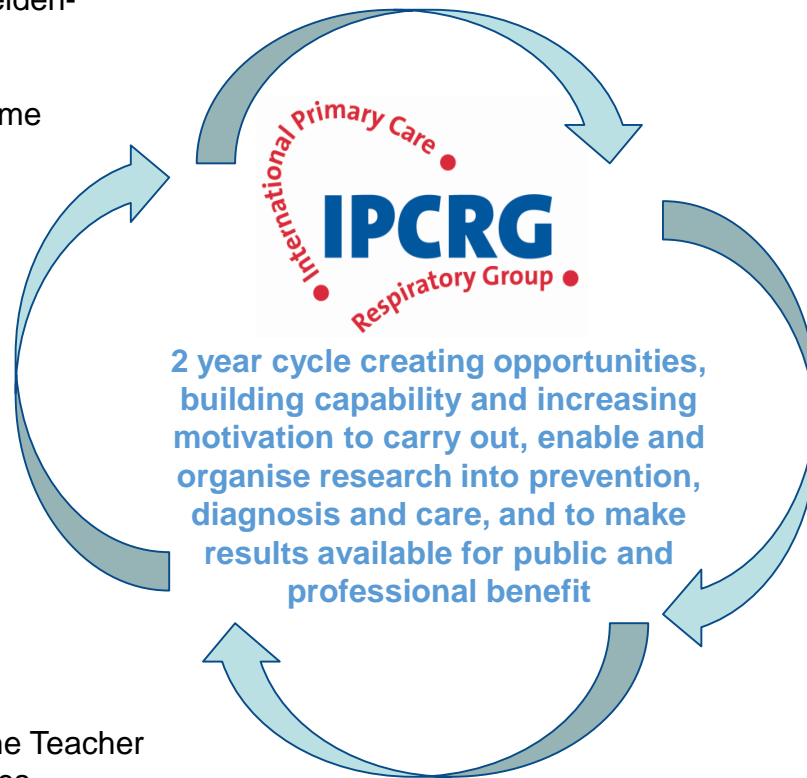 elden-
me
International Primary Care
IPCRG
Respiratory Group
2 year cycle creating opportunities,
building capability and increasing
motivation to carry out, enable and
organise research into prevention,
diagnosis and care, and to make
results available for public and
professional benefit
ne Teacher